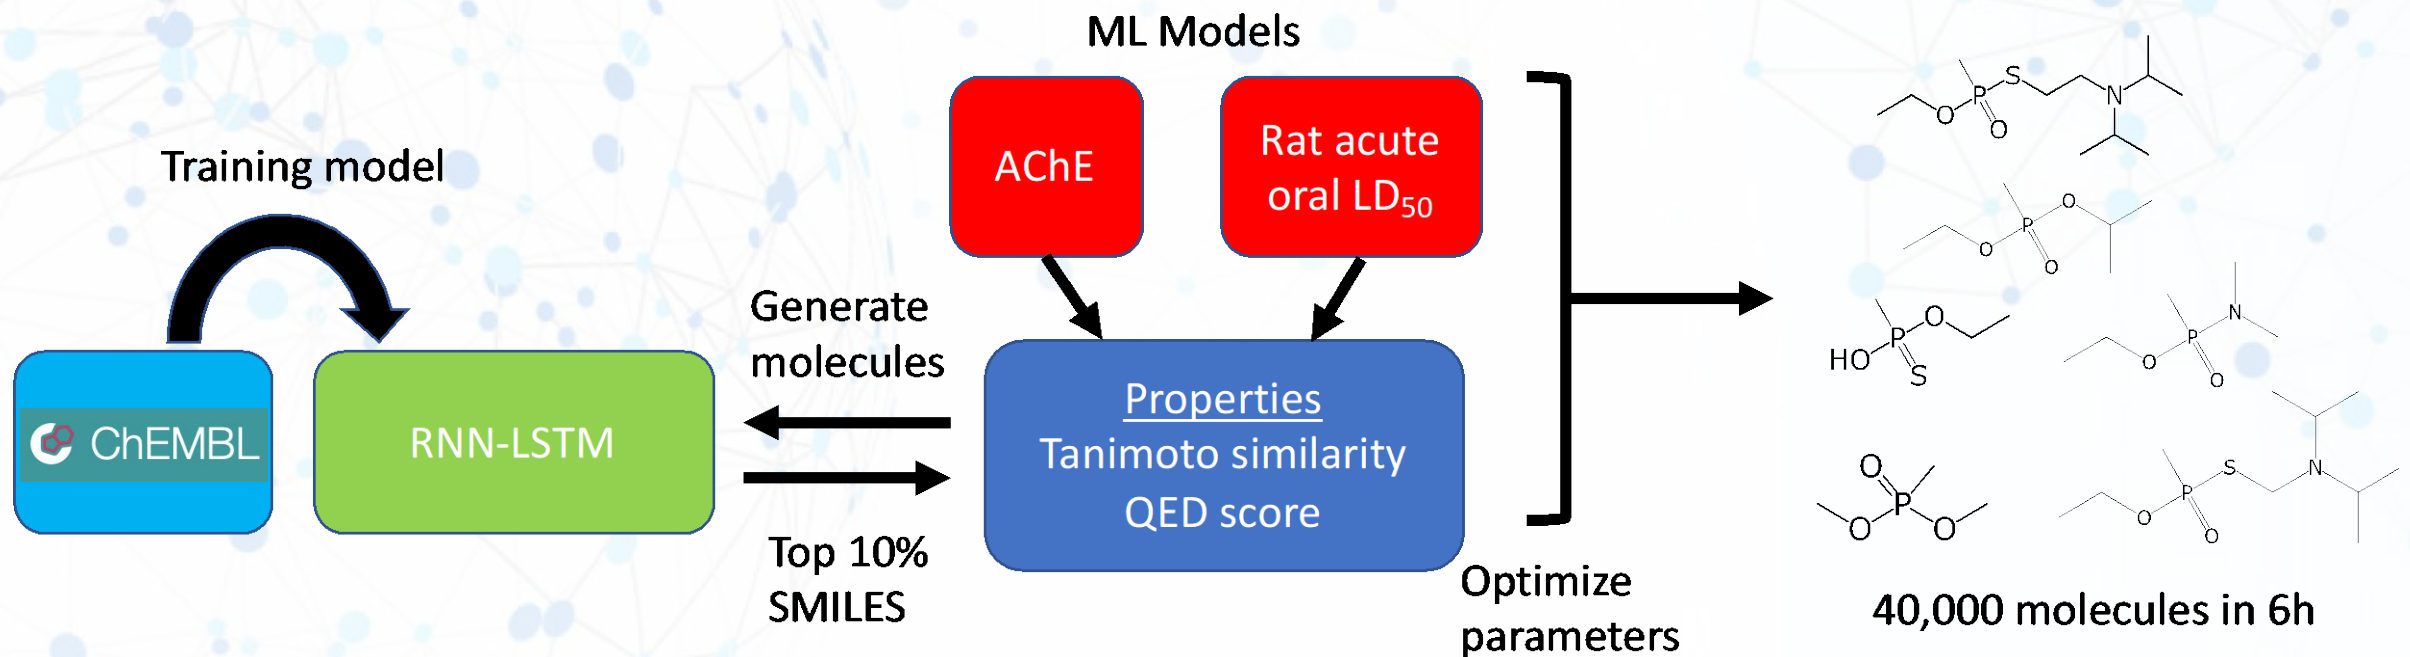 ML Models
Training model
AChE
Rat acute
oral LD₅₀
Generate
molecules
ChEMBL
RNN-LSTM
Properties
Tanimoto similarity
QED score
Top 10%
SMILES
Optimize
parameters
S
P
N
O
O
O
P
O
O
O
P
HO
S
N
P
O
O
O
P
O
O
S
N
P
O
O
40,000 molecules in 6h